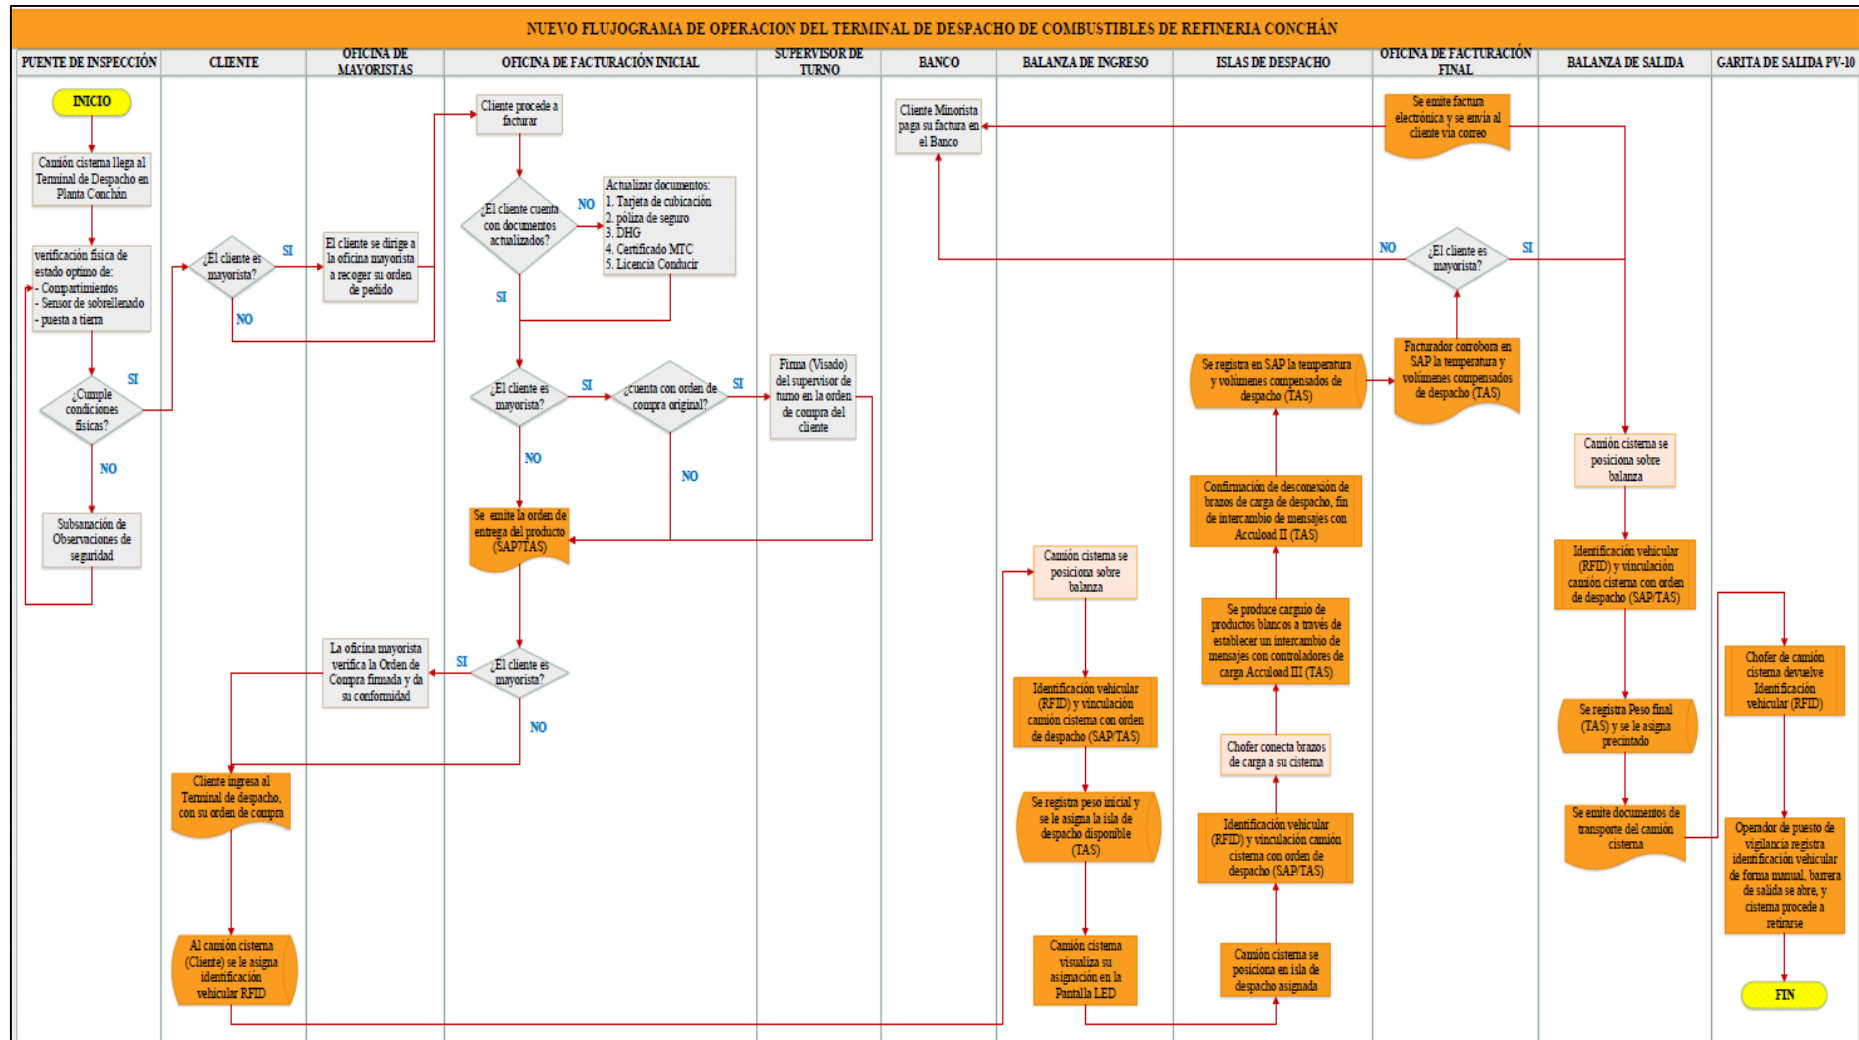 NUEVO FLUJOGRAMA DE OPERACION DEL TERMINAL DE DESPACHO DE COMBUSTIBLES DE REFINERIA CONCHÁN
PUENTE DE INSPECCIÓN
CLIENTE
OFICINA DE
MAYORISTAS
OFICINA DE FACTURACIÓN INICIAL
SUPERVISOR DE
TURNO
BANCO
BALANZA DE INGRESO
ISLAS DE DESPACHO
OFICINA DE FACTURACIÓN
FINAL
BALANZA DE SALIDA
GARITA DE SALIDA PV-10
INICIO
Camión cisterna llega al
Terminal de Despacho en
Planta Conchán
verificación física de
estado optimo de:
- Compartimientos
- Sensor de sobrellenado
- puesta a tierra
SI
¿Cumple
condiciones
físicas?
NO
Subsanación de
Observaciones de
seguridad
¿El cliente es
mayorista?
SI
NO
El cliente se dirige a
la oficina mayorista
a recoger su orden
de pedido
Cliente procede a
facturar
¿El cliente cuenta
con documentos
actualizados?
NO
SI
Actualizar documentos:
1. Tarjeta de cubicación
2. póliza de seguro
3. DHG
4. Certificado MTC
5. Licencia Conducir
¿El cliente es
mayorista?
SI
NO
¿cuenta con orden de
compra original?
SI
NO
Firma (Visado)
del supervisor de
turno en la orden
de compra del
cliente
Se emite la orden de
entrega del producto
(SAP7TAS)
¿El cliente es
mayorista?
SI
NO
La oficina mayorista
verifica la Orden de
Compra firmada y da
su conformidad
Cliente ingresa al
Terminal de despacho,
con su orden de compra
Al camión cisterna
(Cliente) se le asigna
identificación
vehicular RFID
Camión cisterna se
posiciona sobre
balanza
Identificación vehicular
(RFID) y vinculación
camión cisterna con orden
de despacho (SAP/TAS)
Se registra peso inicial y
se le asigna la isla de
despacho disponible
(TAS)
Camión cisterna
visualiza su
asignación en la
Pantalla LED
Camión cisterna se
posiciona en isla de
despacho asignada
Identificación vehicular
(RFID) y vinculación camión
cisterna con orden de
despacho (SAP/TAS)
Chofer conecta brazos
de carga a su cisterna
Se produce carguío de
productos blancos a través de
establecer un intercambio de
mensajes con controladores de
carga Accuload III (TAS)
Confirmación de desconexión de
brazos de carga de despacho, fin
de intercambio de mensajes con
Accuload II (TAS)
Se registra en SAP la temperatura
y volúmenes compensados de
despacho (TAS)
Facturador corrobora en
SAP la temperatura y
volúmenes compensados
de despacho (TAS)
¿El cliente es
mayorista?
NO
SI
Cliente Minorista
paga su factura en
el Banco
Se emite factura
electrónica y se envía al
cliente vía correo
Camión cisterna se
posiciona sobre
balanza
Identificación vehicular
(RFID) y vinculación
camión cisterna con orden
de despacho (SAP/TAS)
Se registra Peso final
(TAS) y se le asigna
precintado
Se emite documentos de
transporte del camión
cisterna
Chofer de camión
cisterna devuelve
Identificación
vehicular (RFID)
Operador de puesto de
vigilancia registra
identificación vehicular
de forma manual, barrera
de salida se abre, y
cisterna procede a
retirarse
FIN